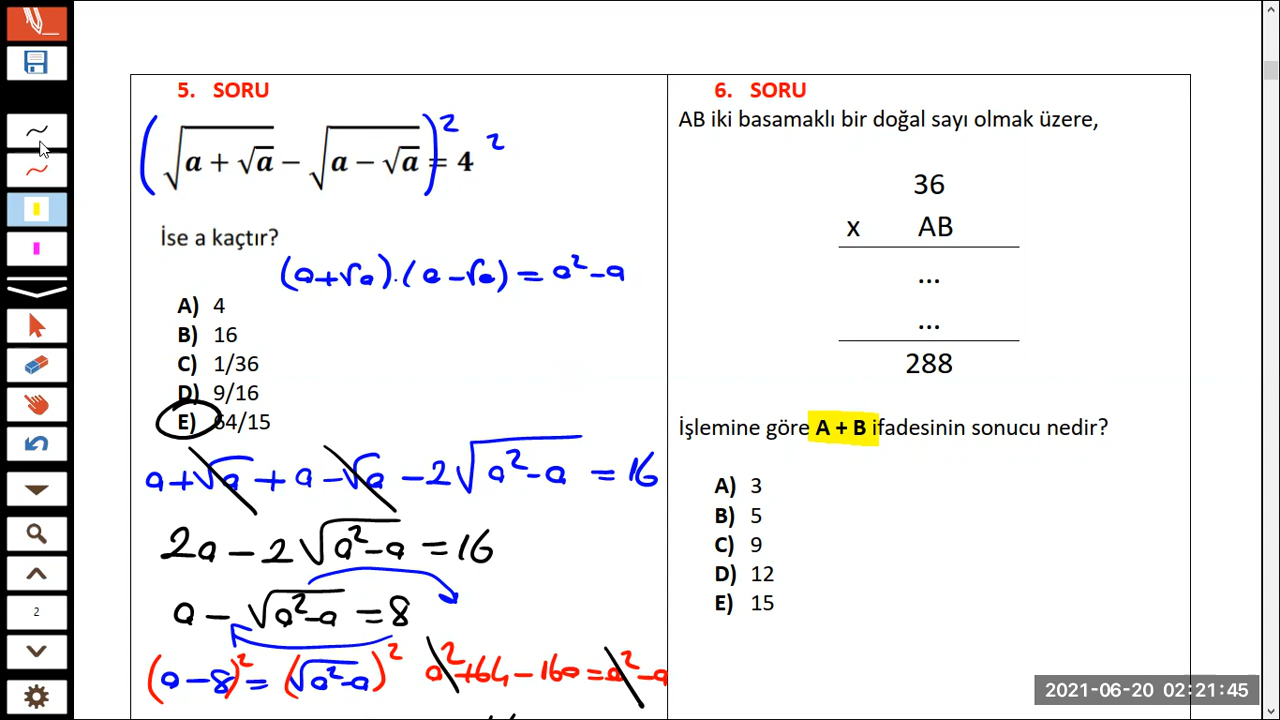 5. SORU
(√a + √a − √a − √a)² = 4 ²
İse a kaçtır?
(a+√a).(a-√a) = a²-a
A) 4
B) 16
C) 1/36
D) 9/16
E) 64/15
a+√a + a -√a - 2√a²-a = 16
2a - 2√a²-a = 16
a - √a²-a = 8
(a-8)² = (√a²-a)² a²+64-16a = a²-a
6. SORU
AB iki basamaklı bir doğal sayı olmak üzere,
36
x AB
...
...
288
İşlemine göre A + B ifadesinin sonucu nedir?
A) 3
B) 5
C) 9
D) 12
E) 15
2
2021-06-20 02:21:45